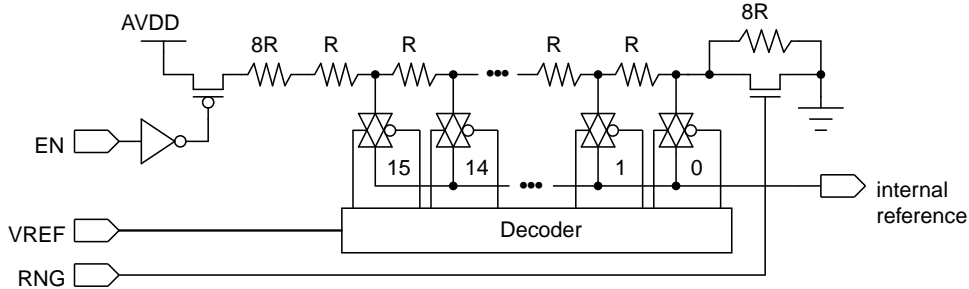 AVDD
8R
R
R
R
R
8R
EN
15
14
1
0
internal
reference
VREF
Decoder
RNG